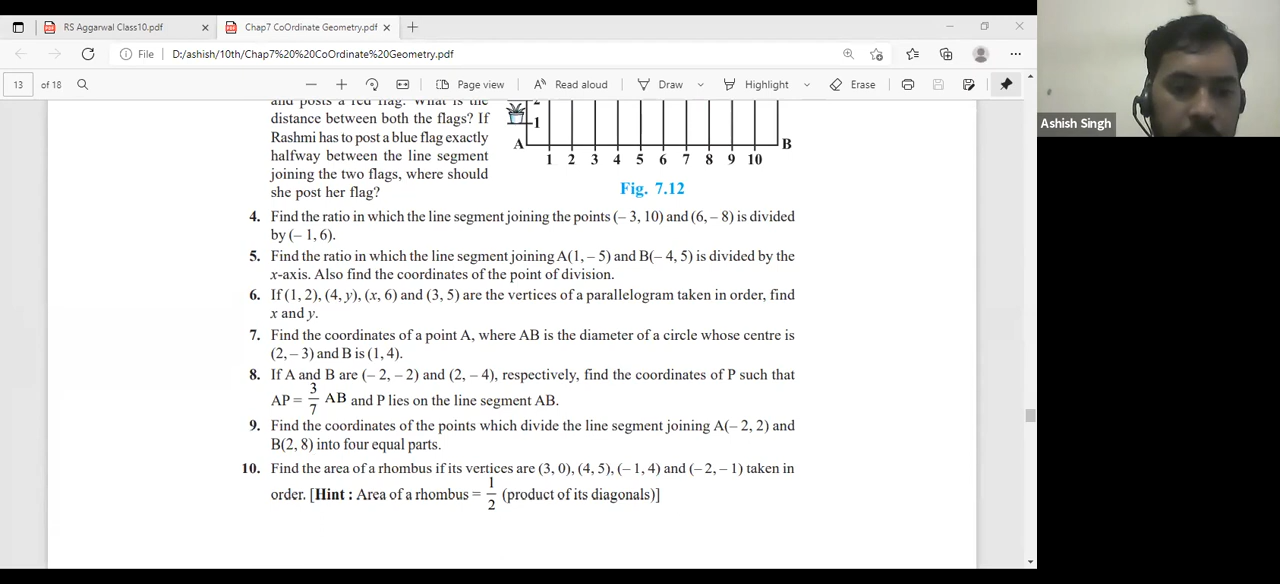 RS Aggarwal Class10.pdf
Chap7 CoOrdinate Geometry.pdf
File D:/ashish/10th/Chap7%20%20CoOrdinate%20Geometry.pdf
13 of 18 Page view Read aloud Draw Highlight Erase
and posts a red flag. What is the
distance between both the flags? If
Rashmi has to post a blue flag exactly
halfway between the line segment
joining the two flags, where should
she post her flag?
2
1
A B
1 2 3 4 5 6 7 8 9 10
Fig. 7.12
4. Find the ratio in which the line segment joining the points (– 3, 10) and (6, – 8) is divided
by (– 1, 6).
5. Find the ratio in which the line segment joining A(1, – 5) and B(– 4, 5) is divided by the
x-axis. Also find the coordinates of the point of division.
6. If (1, 2), (4, y), (x, 6) and (3, 5) are the vertices of a parallelogram taken in order, find
x and y.
7. Find the coordinates of a point A, where AB is the diameter of a circle whose centre is
(2, – 3) and B is (1, 4).
8. If A and B are (– 2, – 2) and (2, – 4), respectively, find the coordinates of P such that
AP = 3/7 AB and P lies on the line segment AB.
9. Find the coordinates of the points which divide the line segment joining A(– 2, 2) and
B(2, 8) into four equal parts.
10. Find the area of a rhombus if its vertices are (3, 0), (4, 5), (– 1, 4) and (– 2, – 1) taken in
order. [Hint : Area of a rhombus = 1/2 (product of its diagonals)]
Ashish Singh